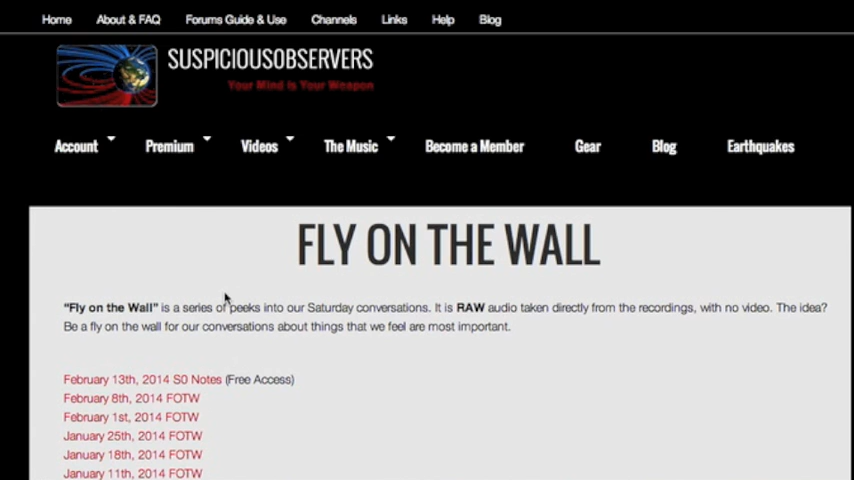 Home About & FAQ Forums Guide & Use Channels Links Help Blog
SUSPICIOUSOBSERVERS
Your Mind Is Your Weapon
Account Premium Videos The Music Become a Member Gear Blog Earthquakes
FLY ON THE WALL
“Fly on the Wall” is a series of peeks into our Saturday conversations. It is RAW audio taken directly from the recordings, with no video. The idea?
Be a fly on the wall for our conversations about things that we feel are most important.
February 13th, 2014 S0 Notes (Free Access)
February 8th, 2014 FOTW
February 1st, 2014 FOTW
January 25th, 2014 FOTW
January 18th, 2014 FOTW
January 11th, 2014 FOTW